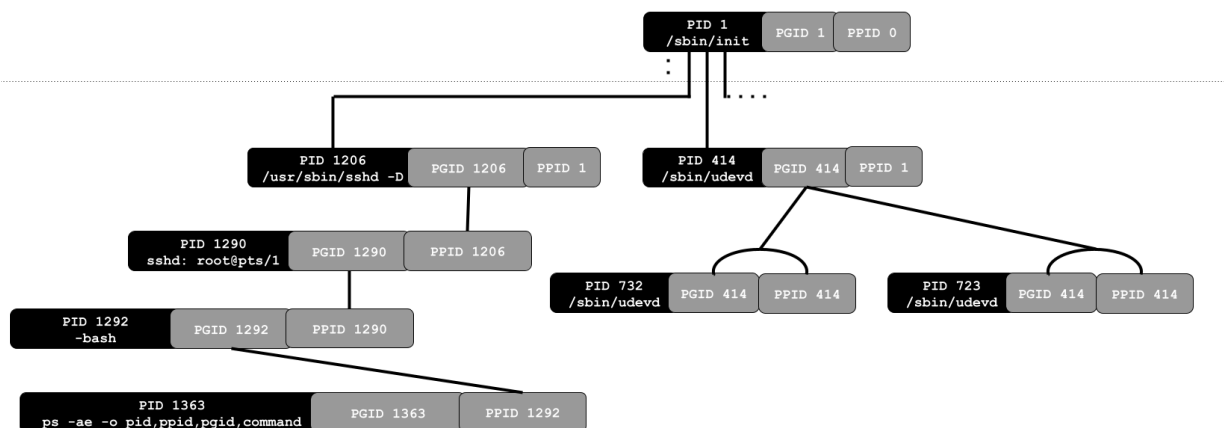 PID 1
/sbin/init
PGID 1
PPID 0
PID 1206
/usr/sbin/sshd -D
PGID 1206
PPID 1
PID 414
/sbin/udevd
PGID 414
PPID 1
PID 1290
sshd: root@pts/1
PGID 1290
PPID 1206
PID 732
/sbin/udevd
PGID 414
PPID 414
PID 723
/sbin/udevd
PGID 414
PPID 414
PID 1292
-bash
PGID 1292
PPID 1290
PID 1363
ps -ae -o pid,ppid,pgid,command
PGID 1363
PPID 1292